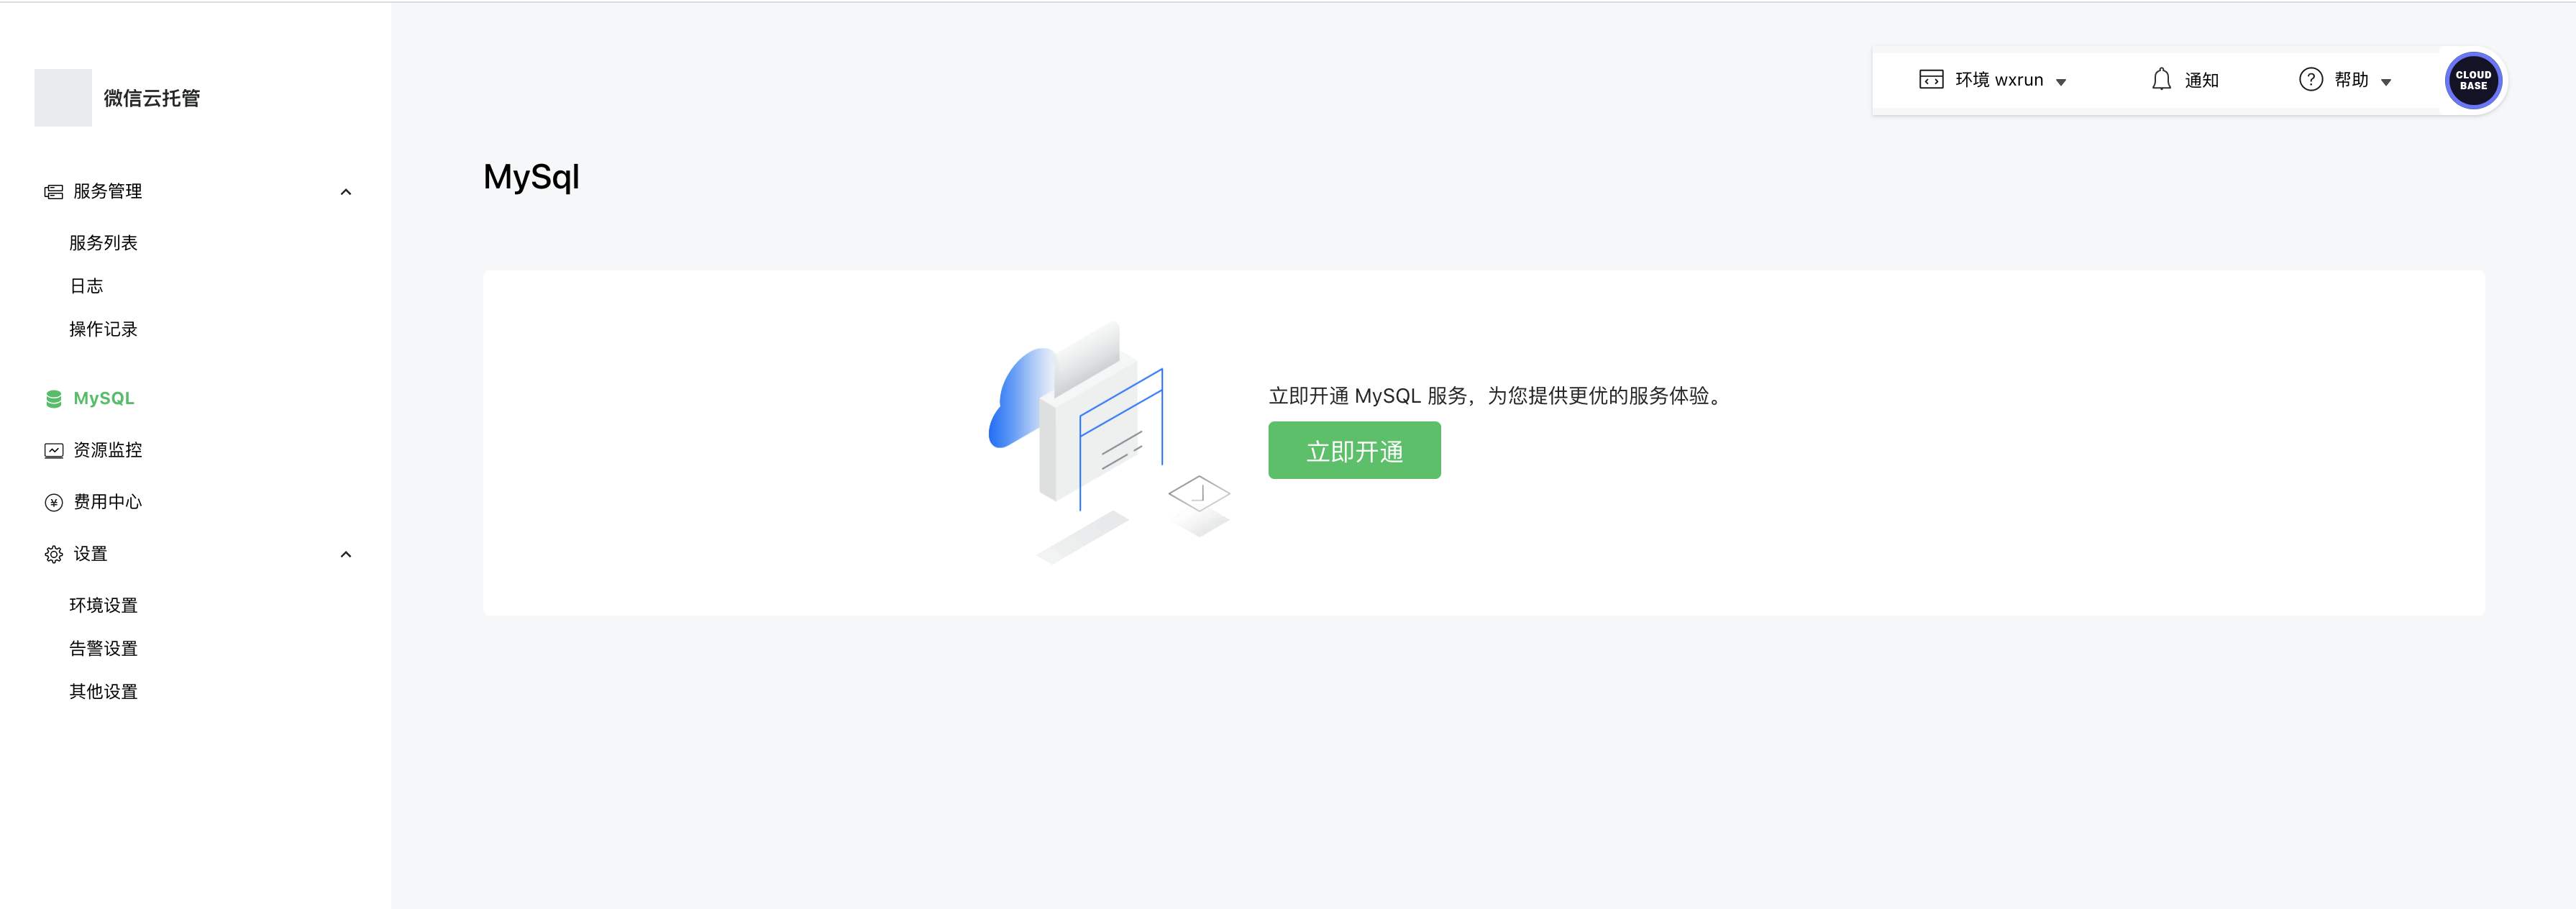 微信云托管
环境 wxrun
通知
帮助
CLOUD
BASE
服务管理
服务列表
日志
操作记录
MySQL
资源监控
费用中心
设置
环境设置
告警设置
其他设置
MySql
立即开通 MySQL 服务，为您提供更优的服务体验。
立即开通